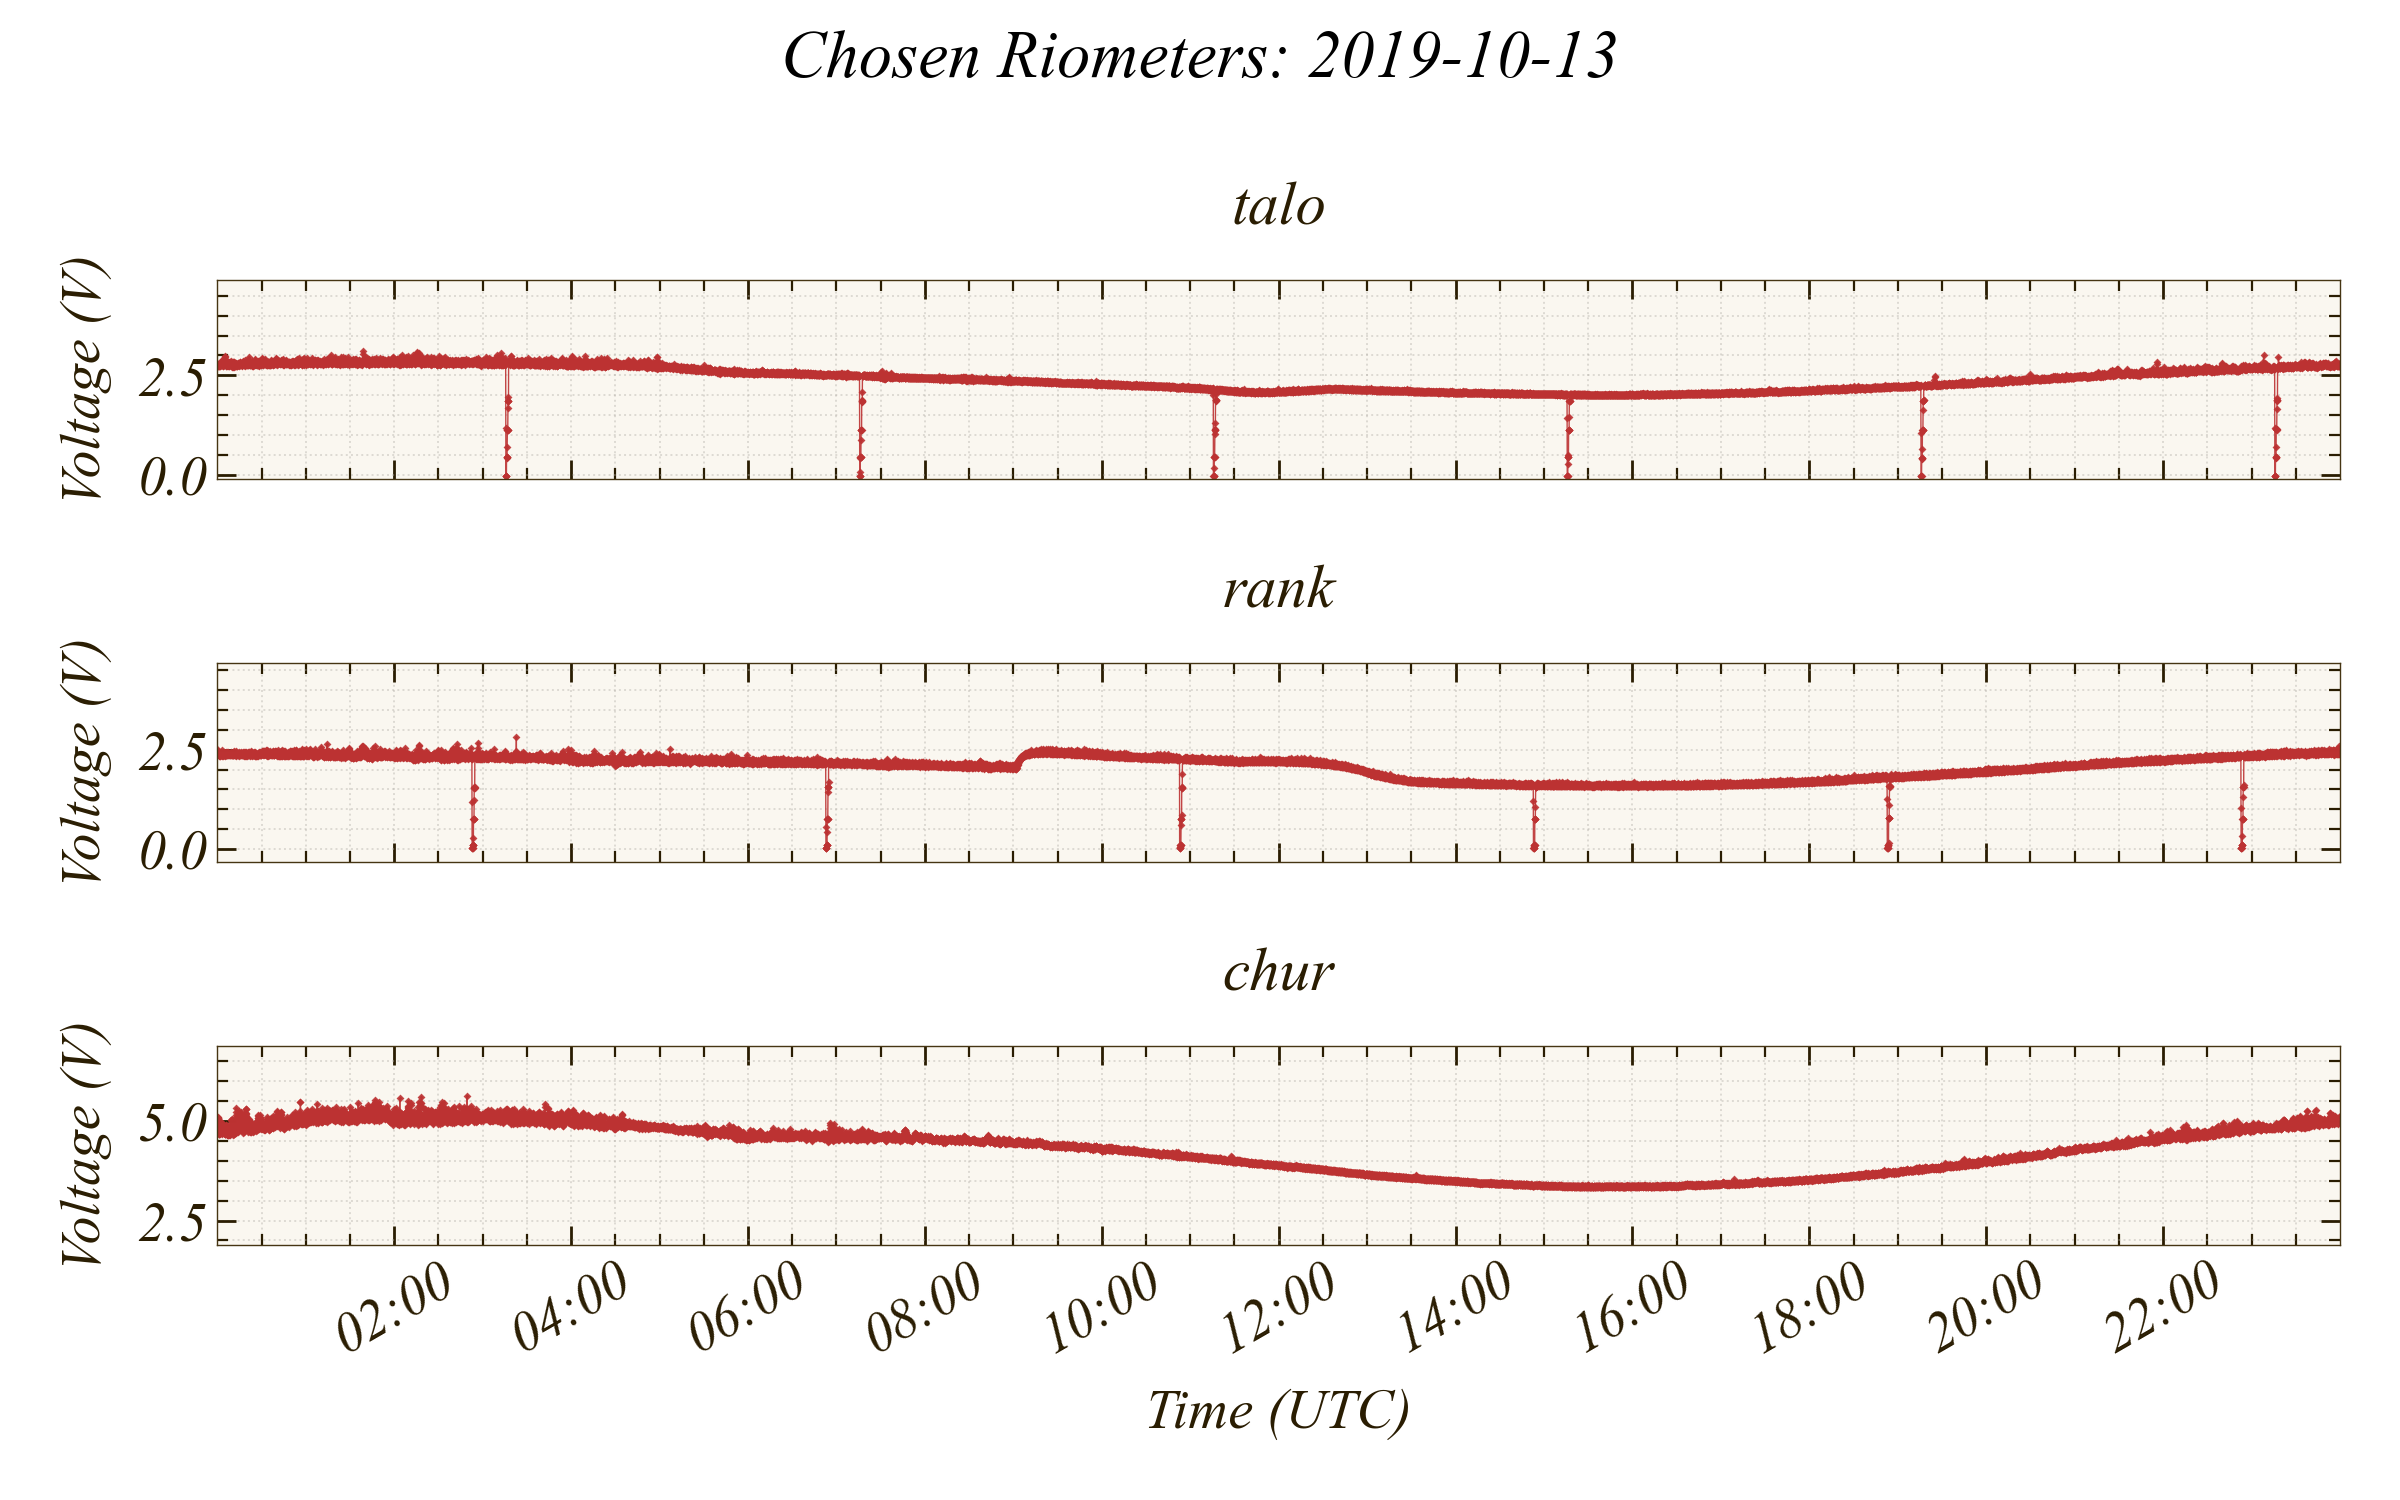 Chosen Riometers: 2019-10-13
talo
Voltage (V)
2.5
0.0
rank
Voltage (V)
2.5
0.0
chur
Voltage (V)
5.0
2.5
02:00 04:00 06:00 08:00 10:00 12:00 14:00 16:00 18:00 20:00 22:00
Time (UTC)